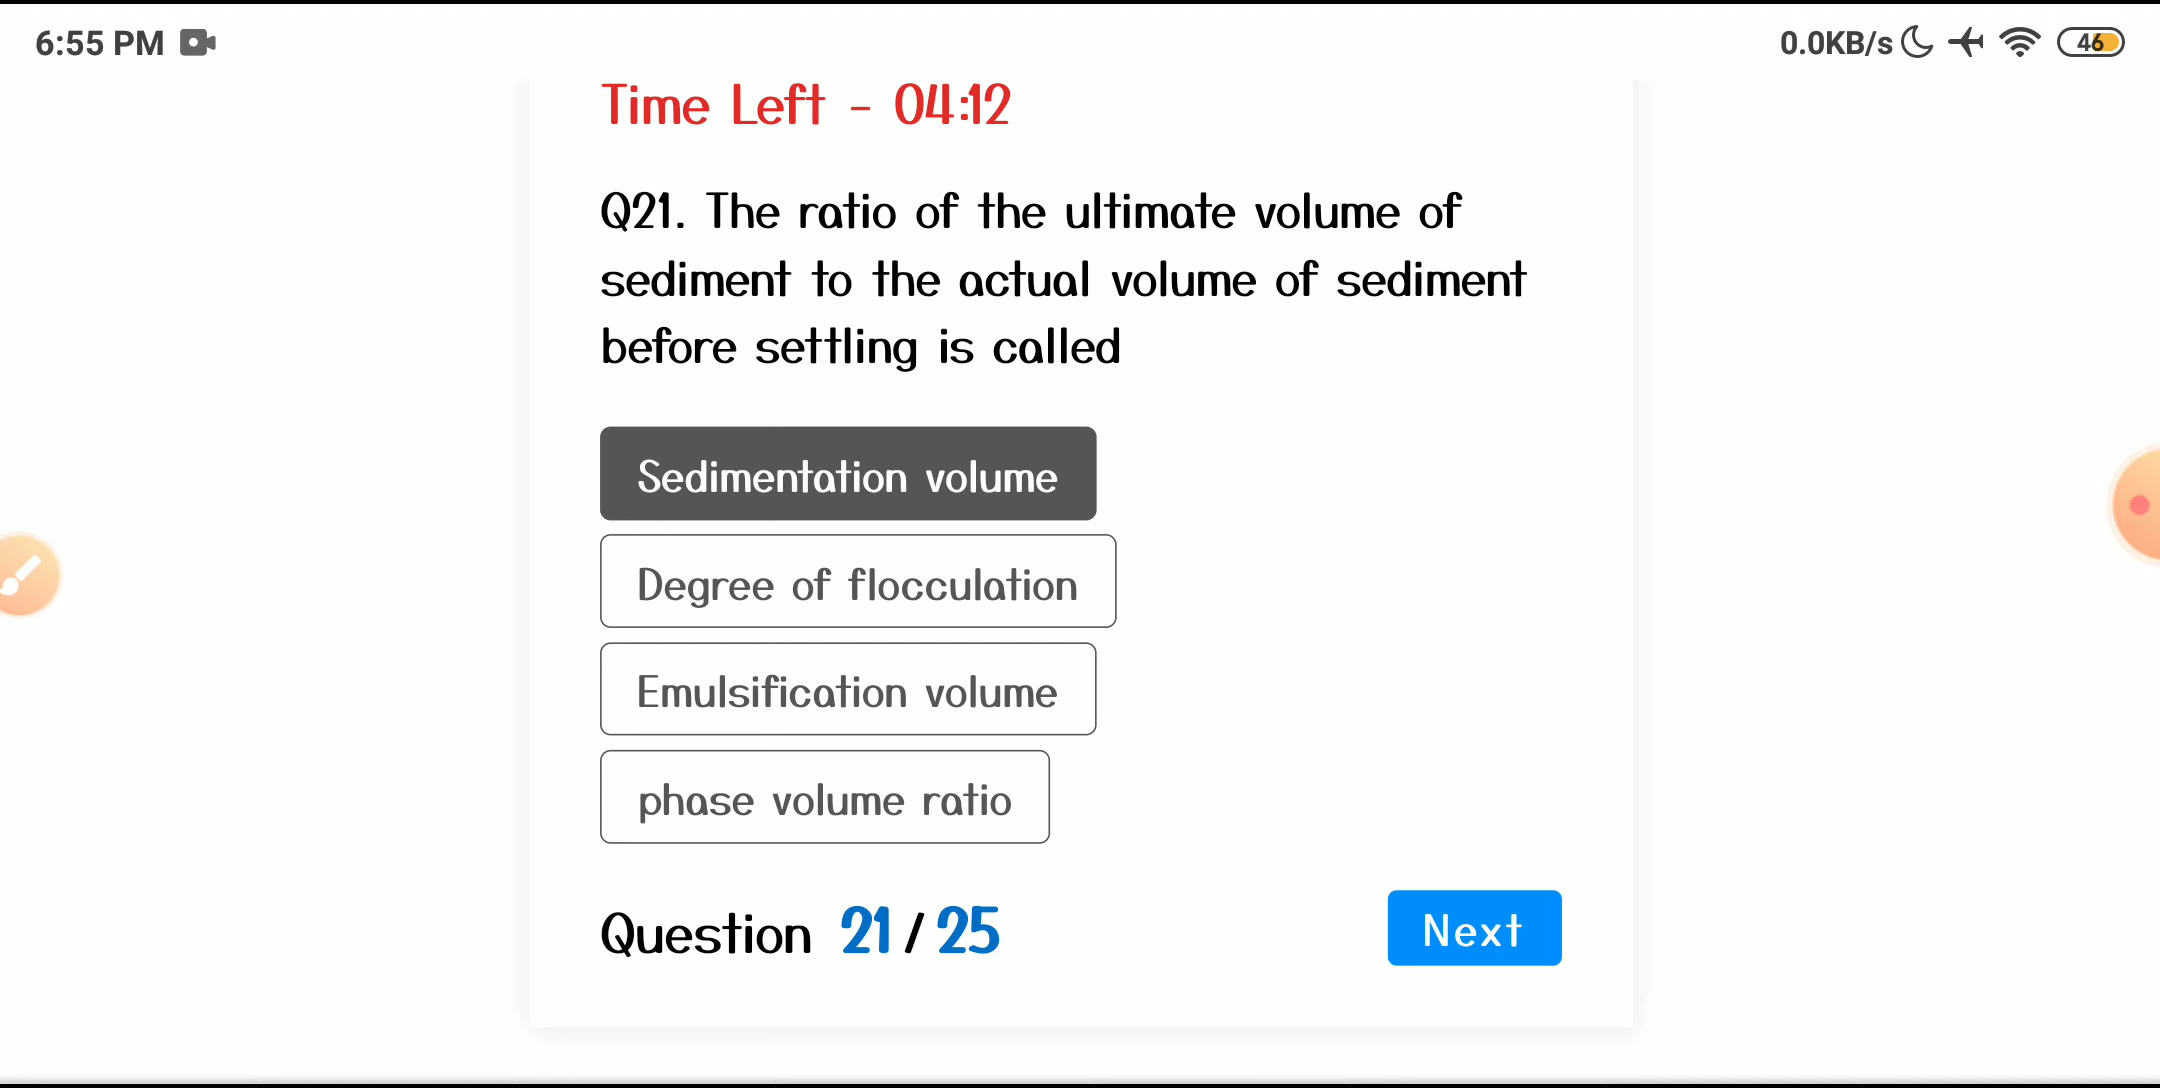 6:55 PM
0.0KB/s
46
Time Left - 04:12
Q21. The ratio of the ultimate volume of
sediment to the actual volume of sediment
before settling is called
Sedimentation volume
Degree of flocculation
Emulsification volume
phase volume ratio
Question 21/25
Next